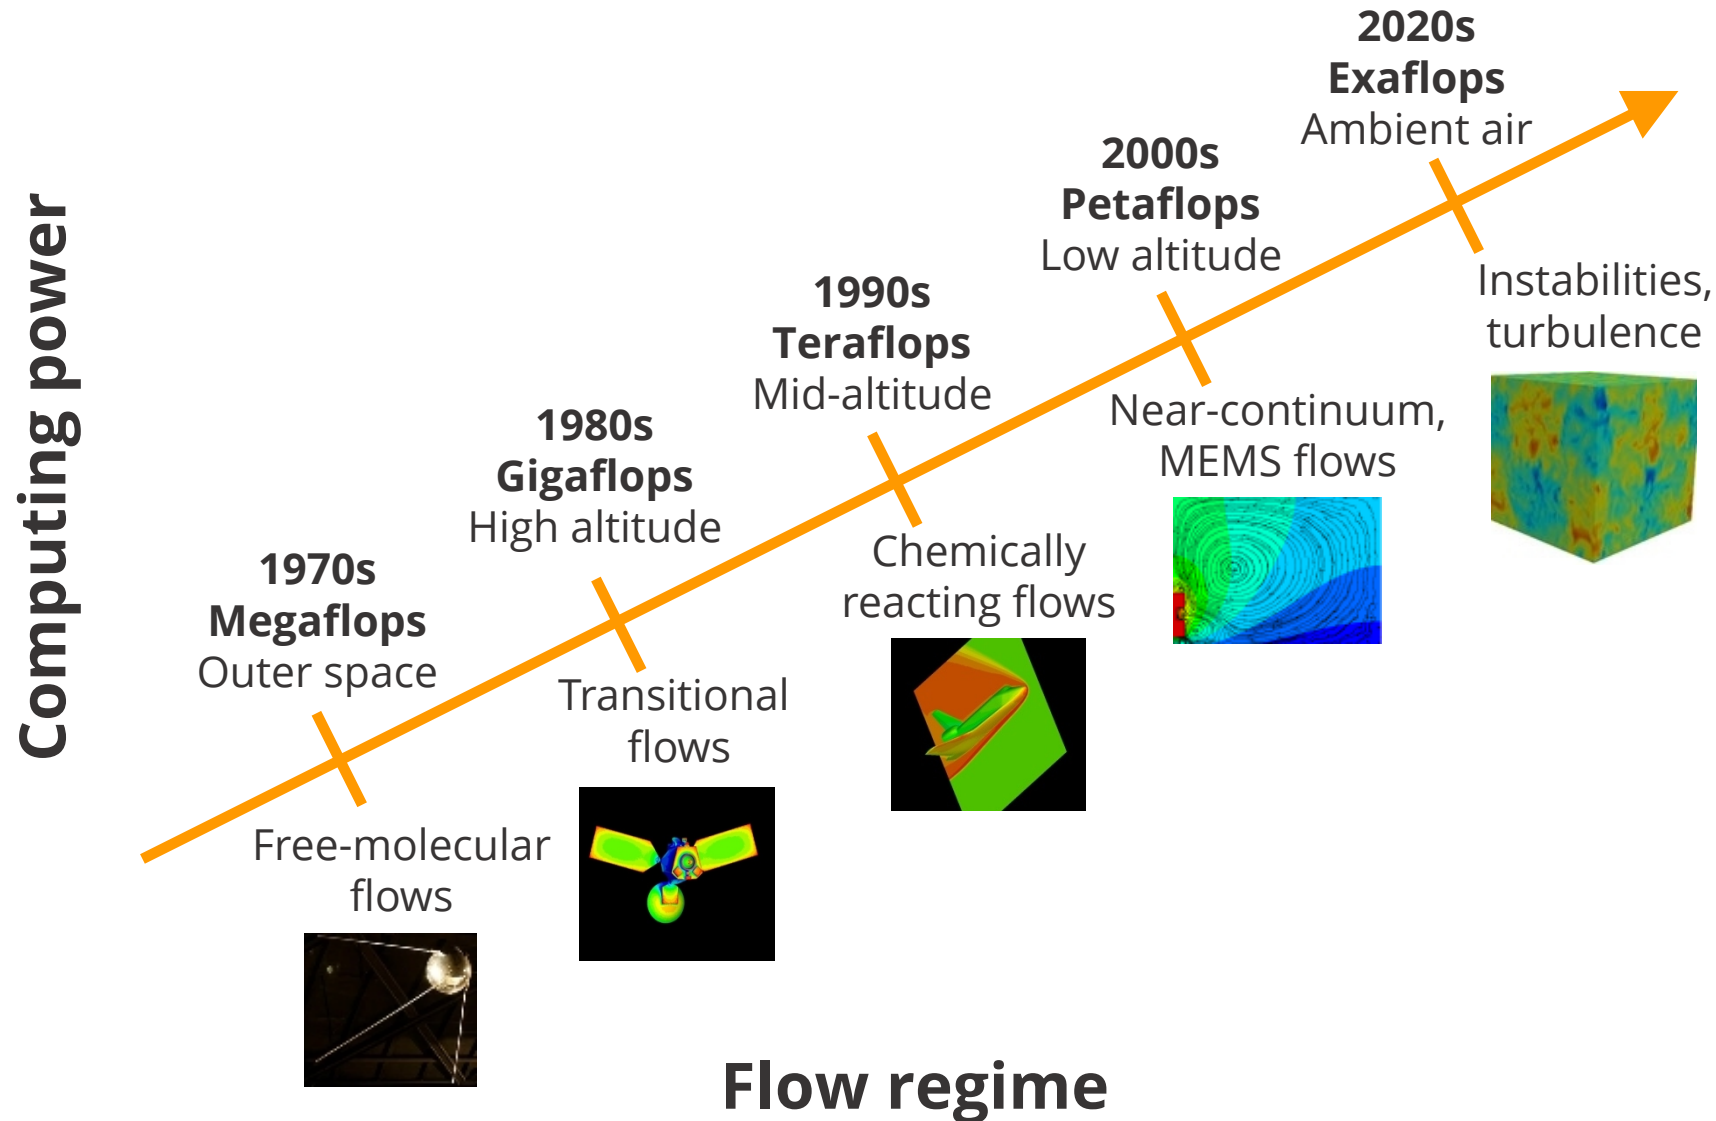 Computing power
1970s
Megaflops
Outer space
Free-molecular
flows
1980s
Gigaflops
High altitude
Transitional
flows
1990s
Teraflops
Mid-altitude
Chemically
reacting flows
2000s
Petaflops
Low altitude
Near-continuum,
MEMS flows
2020s
Exaflops
Ambient air
Instabilities,
turbulence
Flow regime